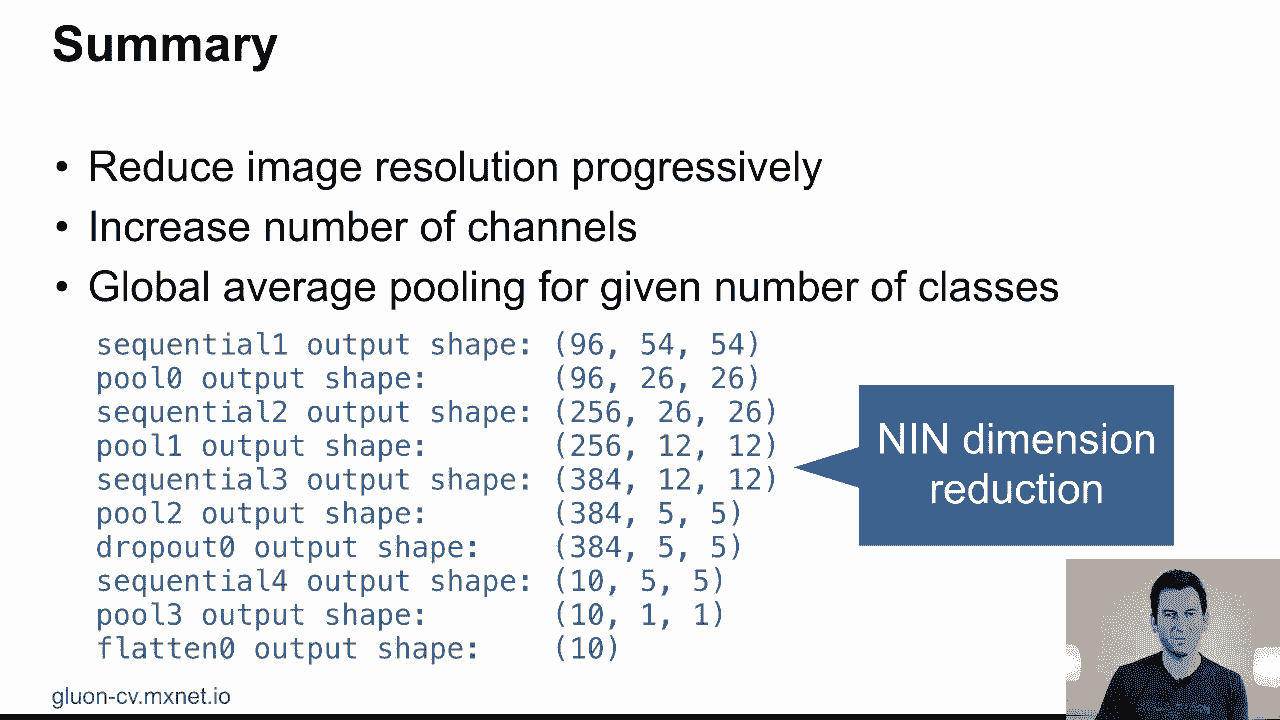 Summary
• Reduce image resolution progressively
• Increase number of channels
• Global average pooling for given number of classes
sequential1 output shape: (96, 54, 54)
pool0 output shape: (96, 26, 26)
sequential2 output shape: (256, 26, 26)
pool1 output shape: (256, 12, 12)
sequential3 output shape: (384, 12, 12)
pool2 output shape: (384, 5, 5)
dropout0 output shape: (384, 5, 5)
sequential4 output shape: (10, 5, 5)
pool3 output shape: (10, 1, 1)
flatten0 output shape: (10)
NIN dimension
reduction
gluon-cv.mxnet.io